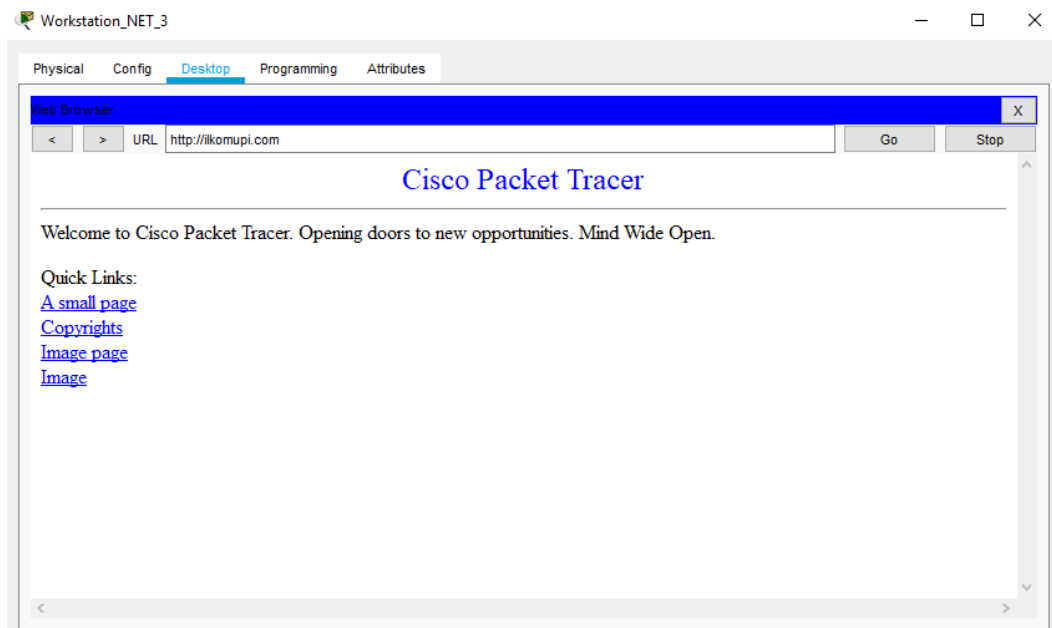 Workstation_NET_3
Physical Config Desktop Programming Attributes
Web Browser
X
< > URL http://ilkomupi.com Go Stop
Cisco Packet Tracer
Welcome to Cisco Packet Tracer. Opening doors to new opportunities. Mind Wide Open.
Quick Links:
A small page
Copyrights
Image page
Image